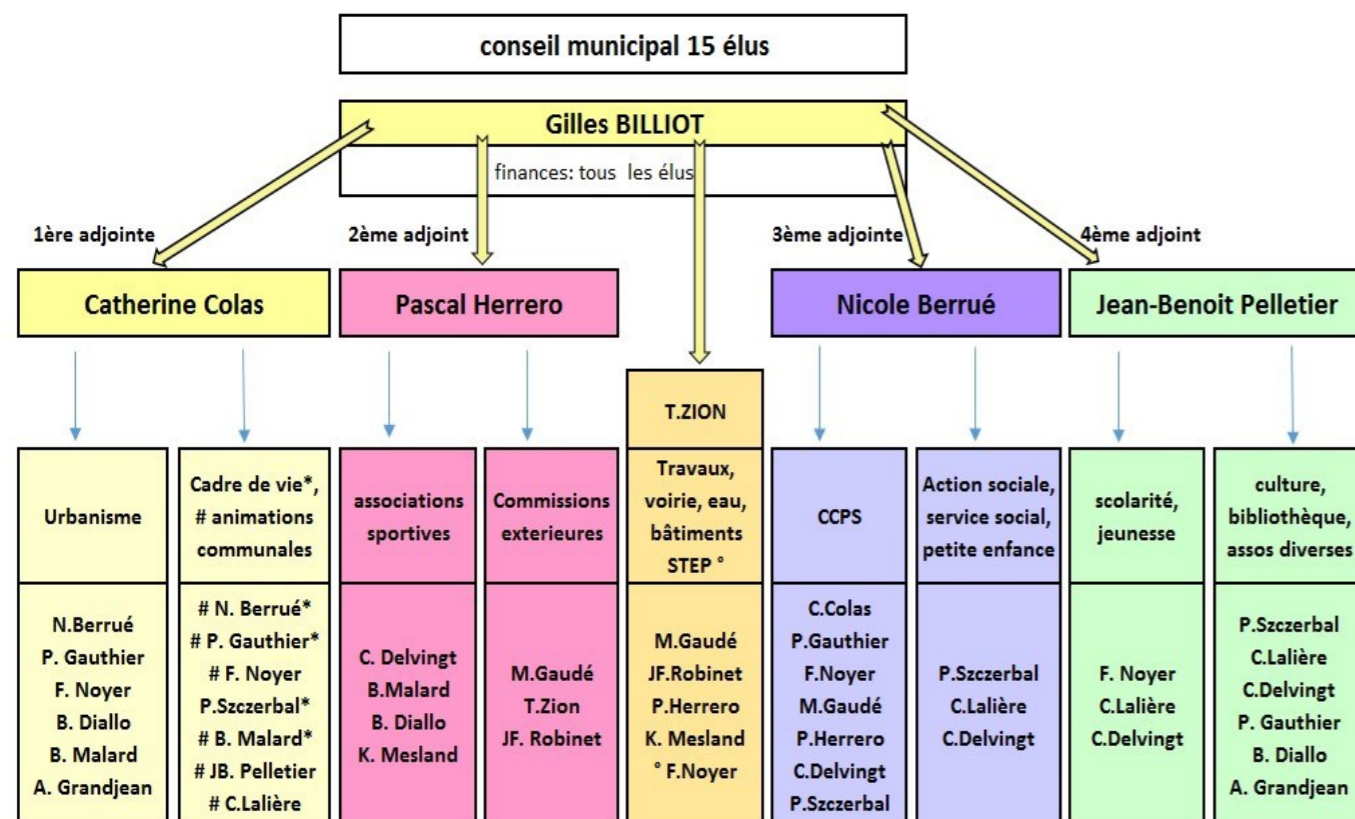 conseil municipal 15 élus
Gilles BILLIOT
finances: tous les élus
1ère adjointe
2ème adjoint
3ème adjointe
4ème adjoint
Catherine Colas
Pascal Herrero
Nicole Berrué
Jean-Benoit Pelletier
Urbanisme
N.Berrué
P. Gauthier
F. Noyer
B. Diallo
B. Malard
A. Grandjean
Cadre de vie*,
# animations
communales
# N. Berrué*
# P. Gauthier*
# F. Noyer
P.Szczerbal*
# B. Malard*
# JB. Pelletier
# C.Lalière
associations
sportives
C. Delvingt
B.Malard
B. Diallo
K. Mesland
Commissions
exterieures
M.Gaudé
T.Zion
JF. Robinet
T.ZION
Travaux,
voirie, eau,
bâtiments
STEP °
M.Gaudé
JF.Robinet
P.Herrero
K. Mesland
° F.Noyer
CCPS
C.Colas
P.Gauthier
F.Noyer
M.Gaudé
P.Herrero
C.Delvingt
P.Szczerbal
Action sociale,
service social,
petite enfance
P.Szczerbal
C.Lalière
C.Delvingt
scolarité,
jeunesse
F. Noyer
C.Lalière
C.Delvingt
culture,
bibliothèque,
assos diverses
P.Szczerbal
C.Lalière
C.Delvingt
P. Gauthier
B. Diallo
A. Grandjean